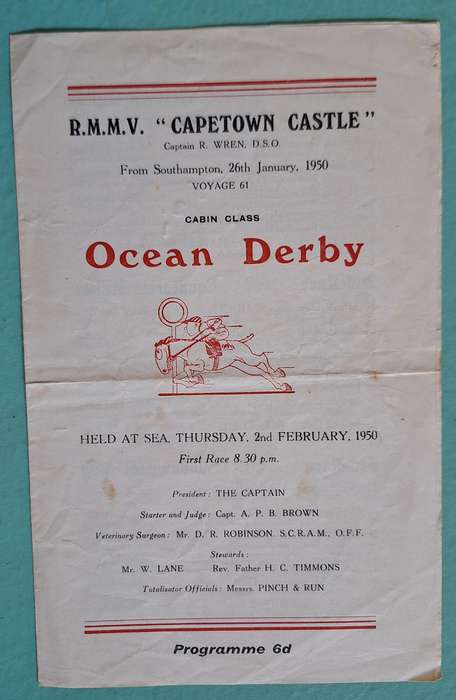 R.M.M.V. "CAPETOWN CASTLE"
Captain R. WREN, D.S.O.
From Southampton, 26th January, 1950
VOYAGE 61
CABIN CLASS
Ocean Derby
HELD AT SEA, THURSDAY, 2nd FEBRUARY, 1950
First Race 8.30 p.m.
President: THE CAPTAIN
Starter and Judge: Capt. A. P. B. BROWN
Veterinary Surgeon: Mr. D. R. ROBINSON S.C.R.A.M., O.F.F.
Stewards:
Mr. W. LANE Rev. Father H. C. TIMMONS
Totalisator Officials: Messrs. PINCH & RUN
Programme 6d